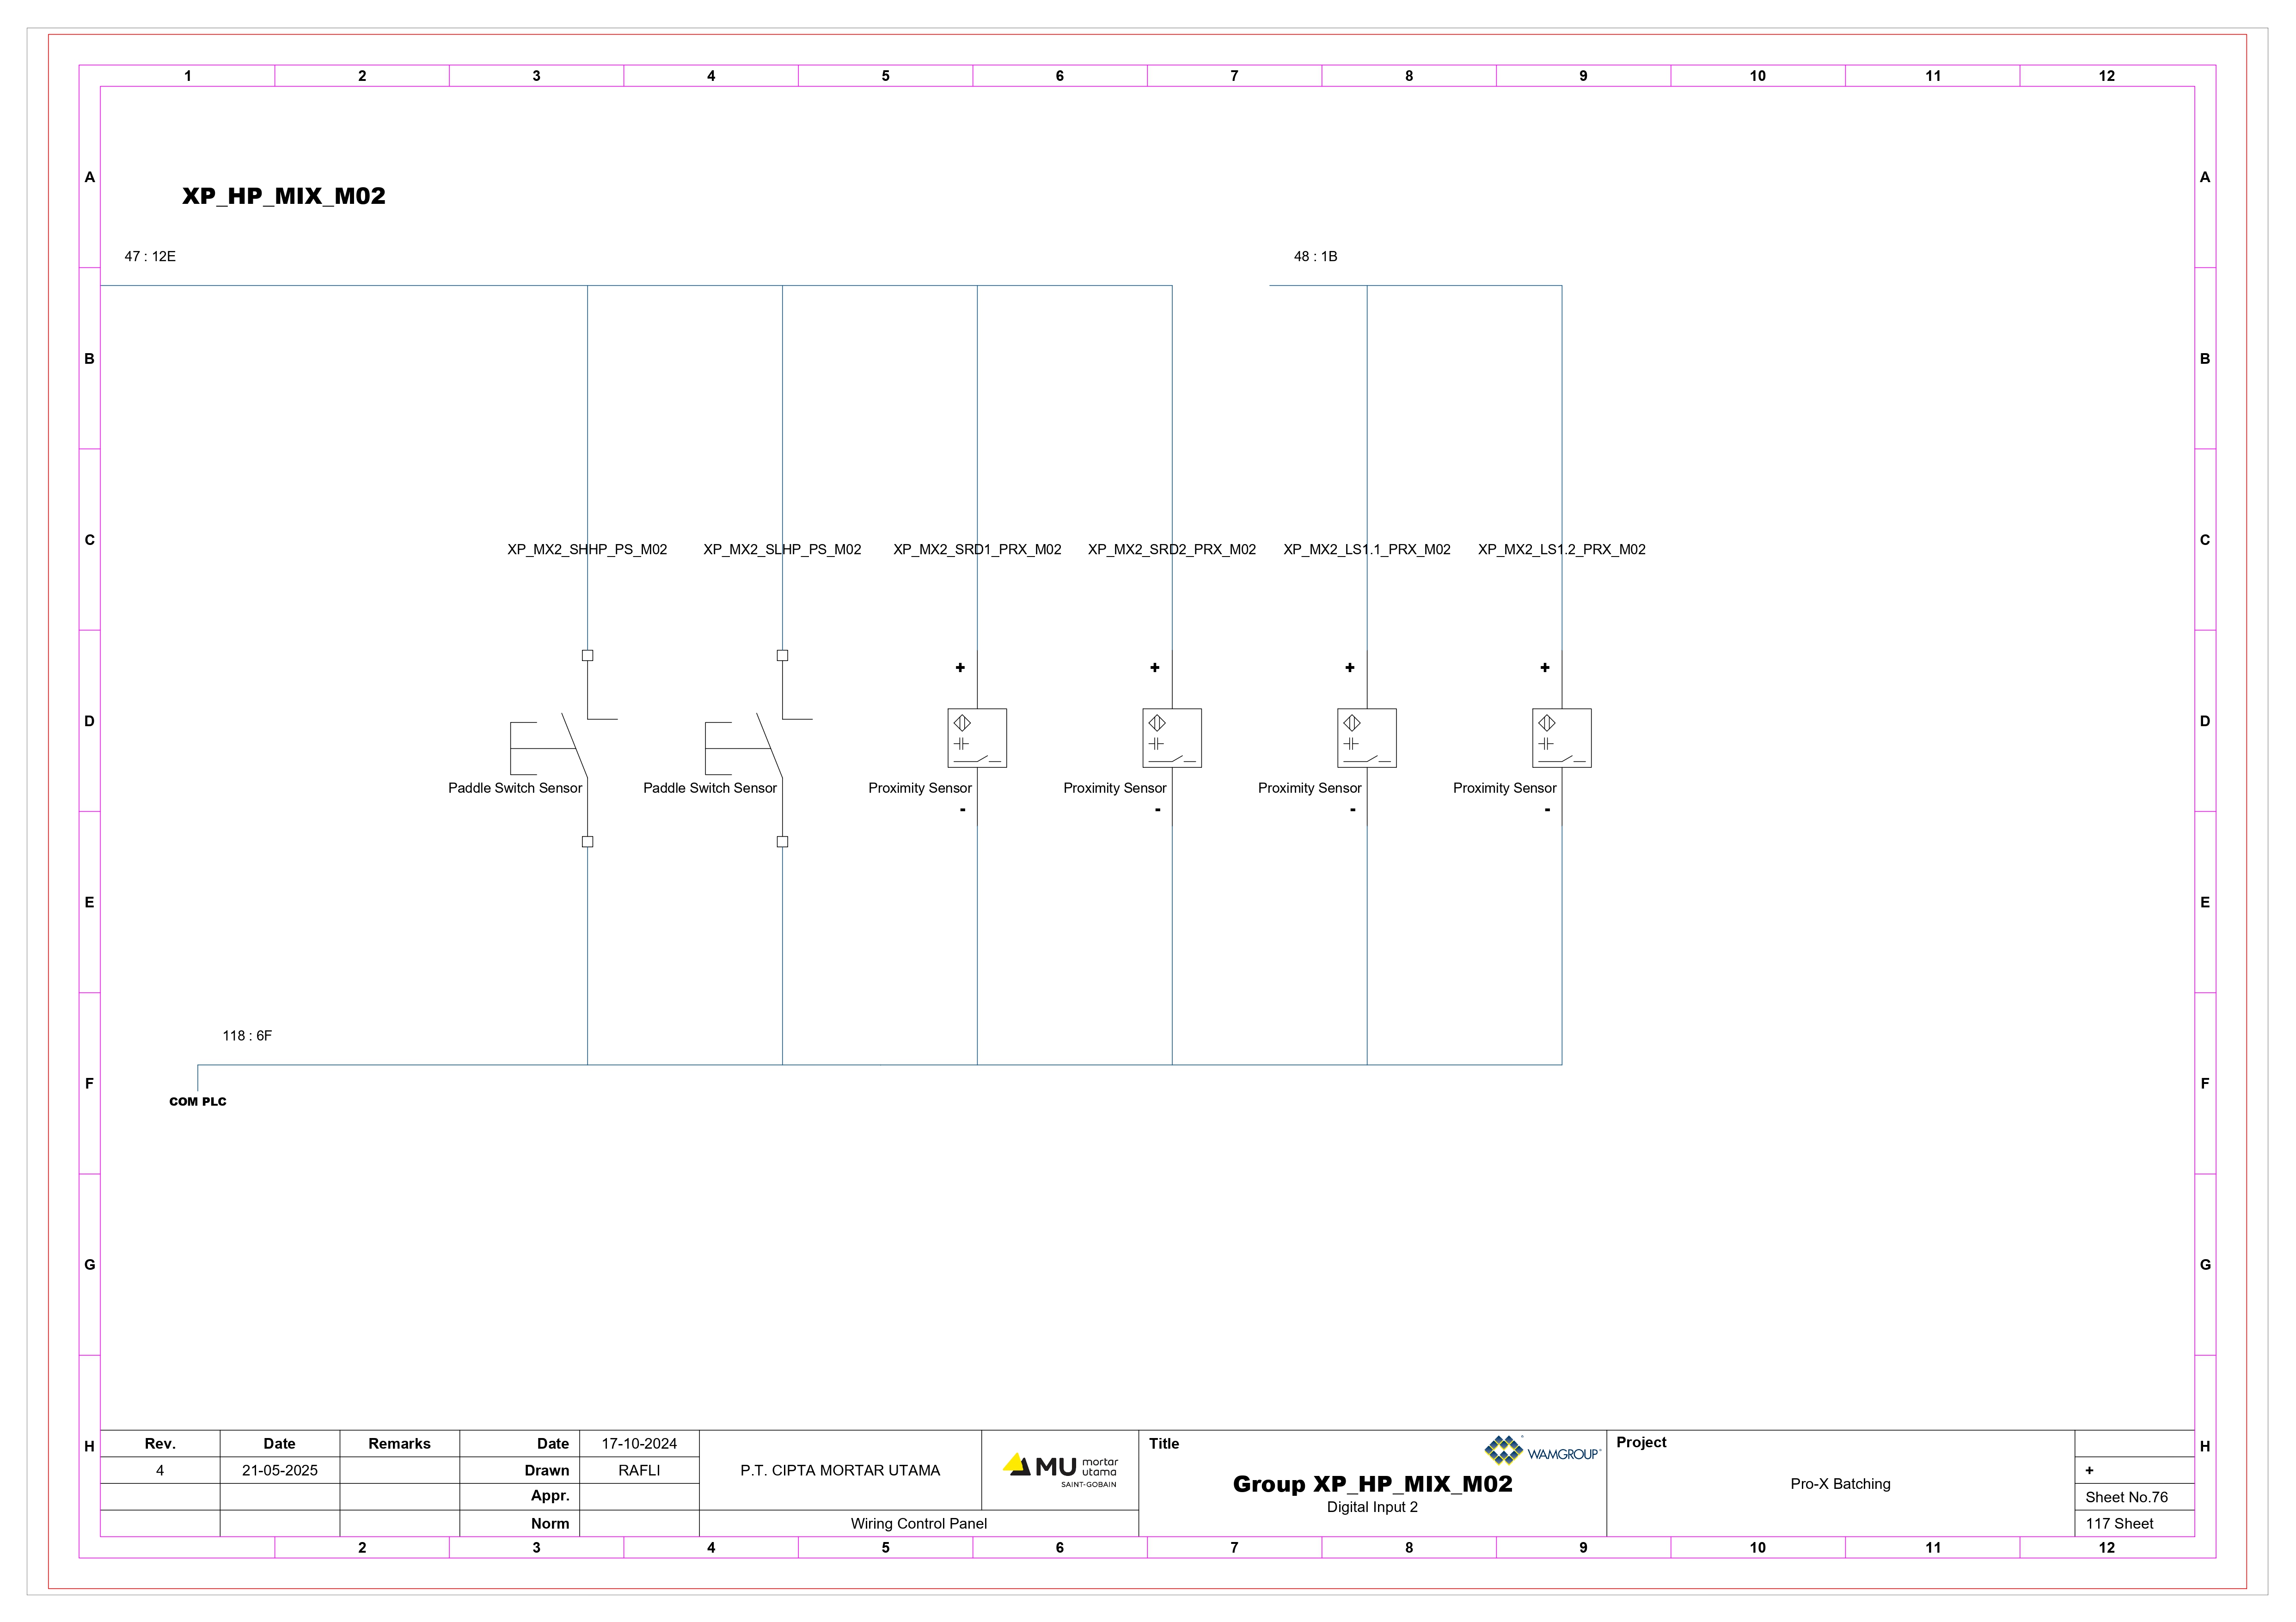 1 2 3 4 5 6 7 8 9 10 11 12
A A
XP_HP_MIX_M02
47 : 12E 48 : 1B
B B
C C
XP_MX2_SHHP_PS_M02 XP_MX2_SLHP_PS_M02 XP_MX2_SRD1_PRX_M02 XP_MX2_SRD2_PRX_M02 XP_MX2_LS1.1_PRX_M02 XP_MX2_LS1.2_PRX_M02
+ + + +
D D
Paddle Switch Sensor Paddle Switch Sensor Proximity Sensor Proximity Sensor Proximity Sensor Proximity Sensor
- - - -
E E
118 : 6F
F F
COM PLC
G G
H H
Rev. Date Remarks Date 17-10-2024
4 21-05-2025 Drawn RAFLI
Appr.
Norm
P.T. CIPTA MORTAR UTAMA
MU mortar utama
SAINT-GOBAIN
Wiring Control Panel
Title
WAMGROUP®
Group XP_HP_MIX_M02
Digital Input 2
Project
Pro-X Batching
+
Sheet No.76
117 Sheet
2 3 4 5 6 7 8 9 10 11 12